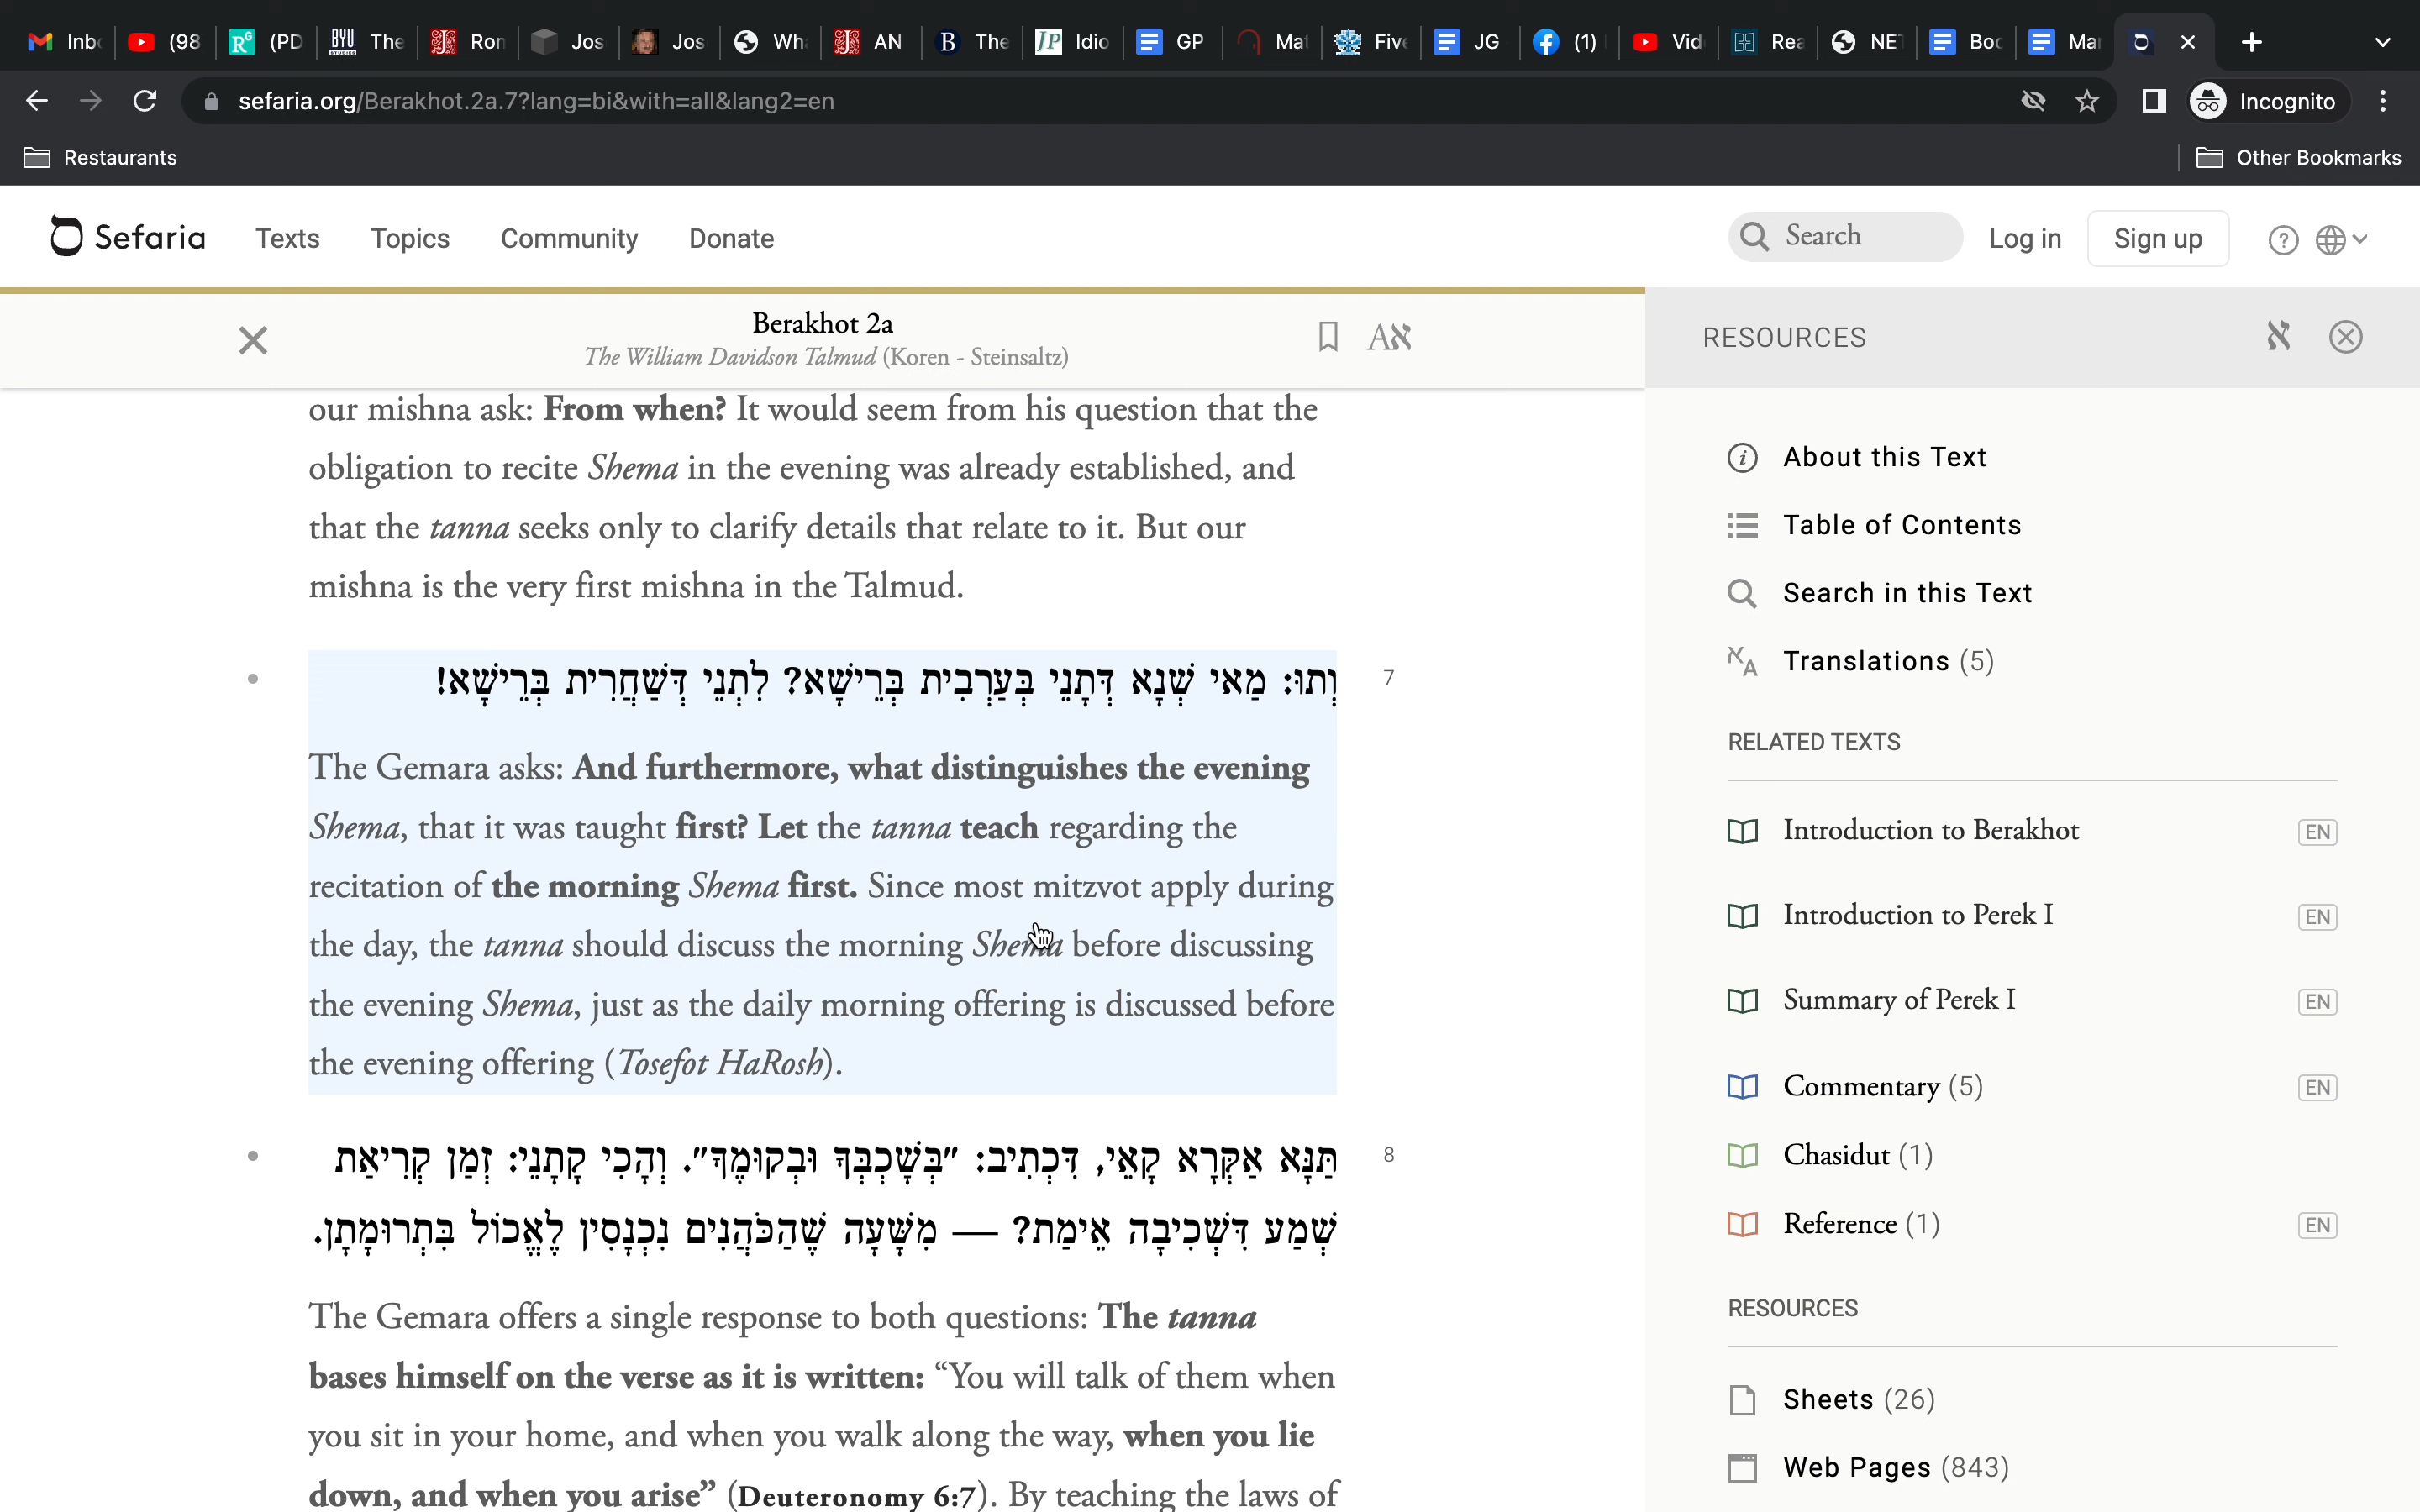 Inbo
(98
(PD
The
Ron
Jos
Jos
Wha
AN
The
Idio
GP
Mat
Five
JG
(1)
Vid
Rea
NET
Boo
Mar
sefaria.org/Berakhot.2a.7?lang=bi&with=all&lang2=en
Incognito
Restaurants
Other Bookmarks
Sefaria
Texts
Topics
Community
Donate
Search
Log in
Sign up
Berakhot 2a
The William Davidson Talmud (Koren - Steinsaltz)
our mishna ask: From when? It would seem from his question that the
obligation to recite Shema in the evening was already established, and
that the tanna seeks only to clarify details that relate to it. But our
mishna is the very first mishna in the Talmud.
וְתוּ: מַאי שְׁנָא דְּתָנֵי בְּעַרְבִית בְּרֵישָׁא? לִתְנֵי דְּשַׁחֲרִית בְּרֵישָׁא!
7
The Gemara asks: And furthermore, what distinguishes the evening
Shema, that it was taught first? Let the tanna teach regarding the
recitation of the morning Shema first. Since most mitzvot apply during
the day, the tanna should discuss the morning Shema before discussing
the evening Shema, just as the daily morning offering is discussed before
the evening offering (Tosefot HaRosh).
תַּנָּא אַקְּרָא קָאֵי, דִּכְתִיב: ״בְּשָׁכְבְּךָ וּבְקוּמֶךָ״. וְהָכִי קָתָנֵי: זְמַן קְרִיאַת
8
שְׁמַע דִּשְׁכִיבָה אֵימַת? — מִשָּׁעָה שֶׁהַכֹּהֲנִים נִכְנָסִין לֶאֱכוֹל בִּתְרוּמָתָן.
The Gemara offers a single response to both questions: The tanna
bases himself on the verse as it is written: “You will talk of them when
you sit in your home, and when you walk along the way, when you lie
down, and when you arise” (Deuteronomy 6:7). By teaching the laws of
RESOURCES
About this Text
Table of Contents
Search in this Text
Translations (5)
RELATED TEXTS
Introduction to Berakhot EN
Introduction to Perek I EN
Summary of Perek I EN
Commentary (5) EN
Chasidut (1)
Reference (1) EN
RESOURCES
Sheets (26)
Web Pages (843)